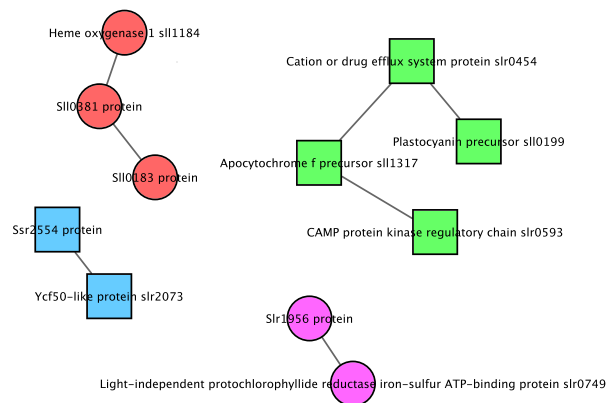 Heme oxygenase 1 sll1184
Cation or drug efflux system protein slr0454
Sll0381 protein
Plastocyanin precursor sll0199
Apocytochrome f precursor sll1317
Sll0183 protein
Ssr2554 protein
CAMP protein kinase regulatory chain slr0593
Ycf50-like protein slr2073
Slr1956 protein
Light-independent protochlorophyllide reductase iron-sulfur ATP-binding protein slr0749